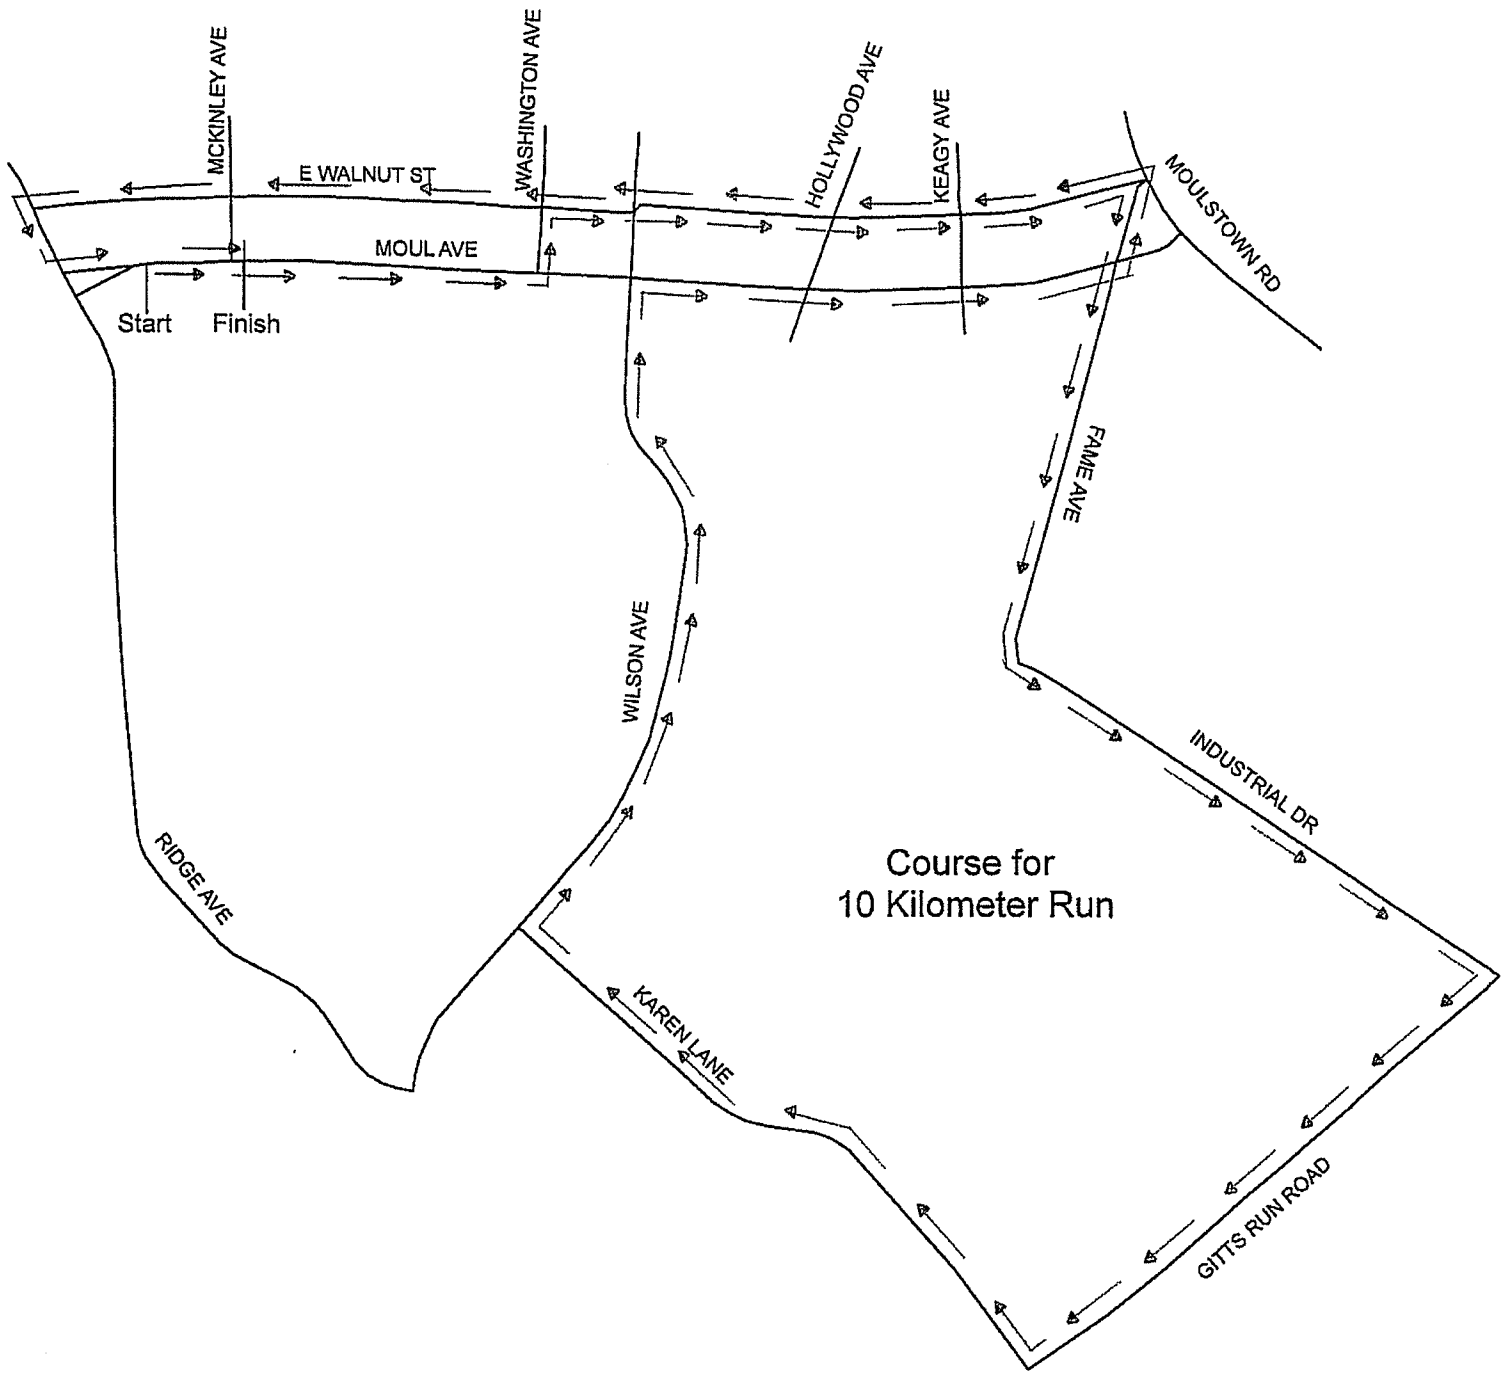 MCKINLEY AVE
WASHINGTON AVE
HOLLYWOOD AVE
KEAGY AVE
MOULSTOWN RD
E WALNUT ST
MOUL AVE
Start
Finish
FAME AVE
WILSON AVE
INDUSTRIAL DR
RIDGE AVE
Course for
10 Kilometer Run
KAREN LANE
GITTS RUN ROAD